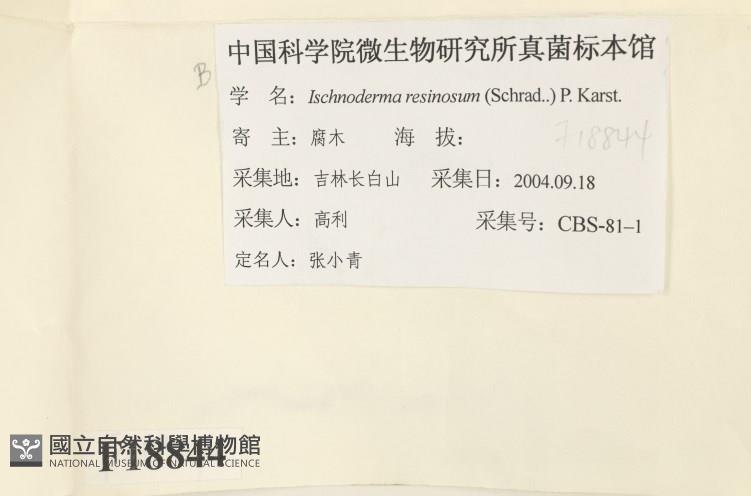 中国科学院微生物研究所真菌标本馆
B
学 名: Ischnoderma resinosum (Schrad..) P. Karst.
寄 主: 腐木 海 拔:
F18844
采集地: 吉林长白山 采集日: 2004.09.18
采集人: 高利 采集号: CBS-81–1
定名人: 张小青
國立自然科學博物館
F18844
NATIONAL MUSEUM OF NATURAL SCIENCE